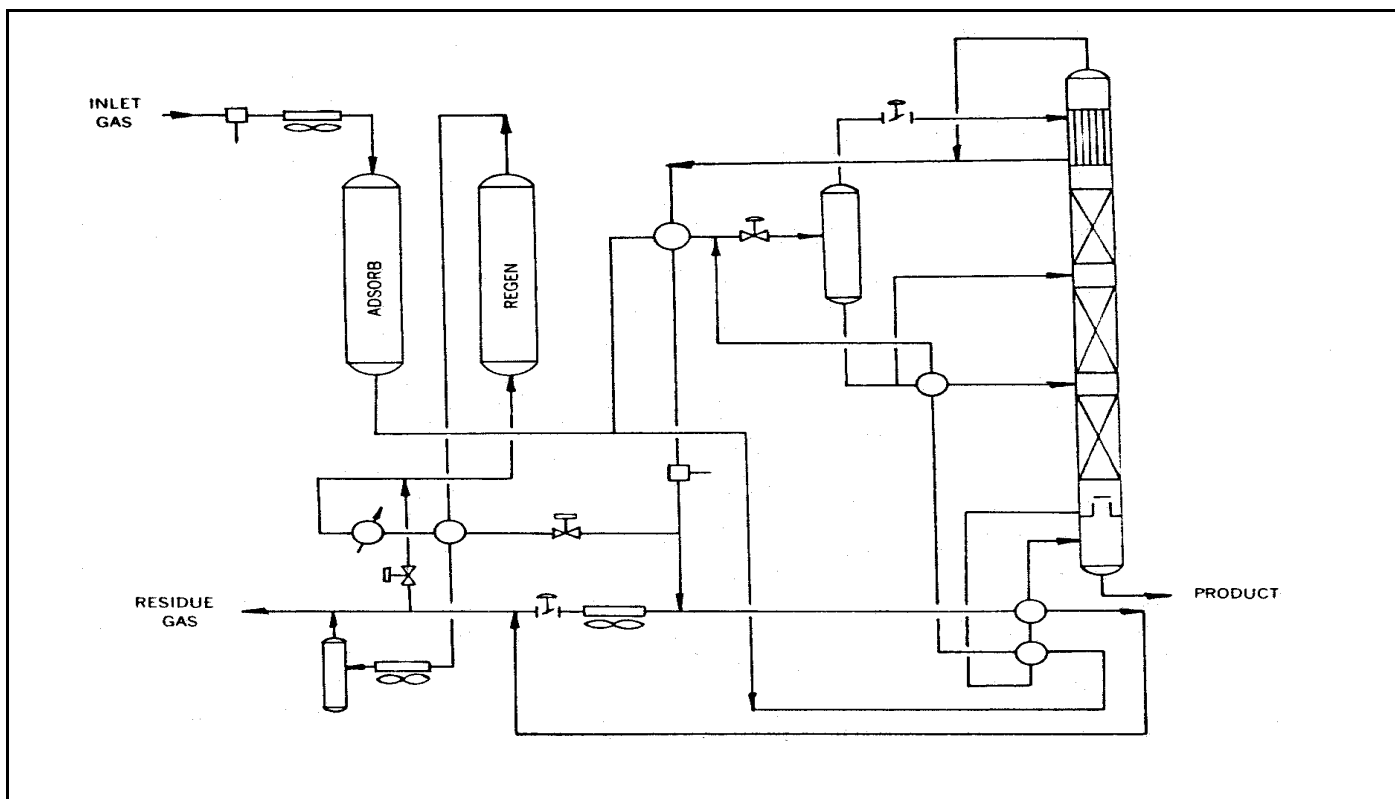 INLET
GAS
ADSORB
REGEN
RESIDUE
GAS
PRODUCT